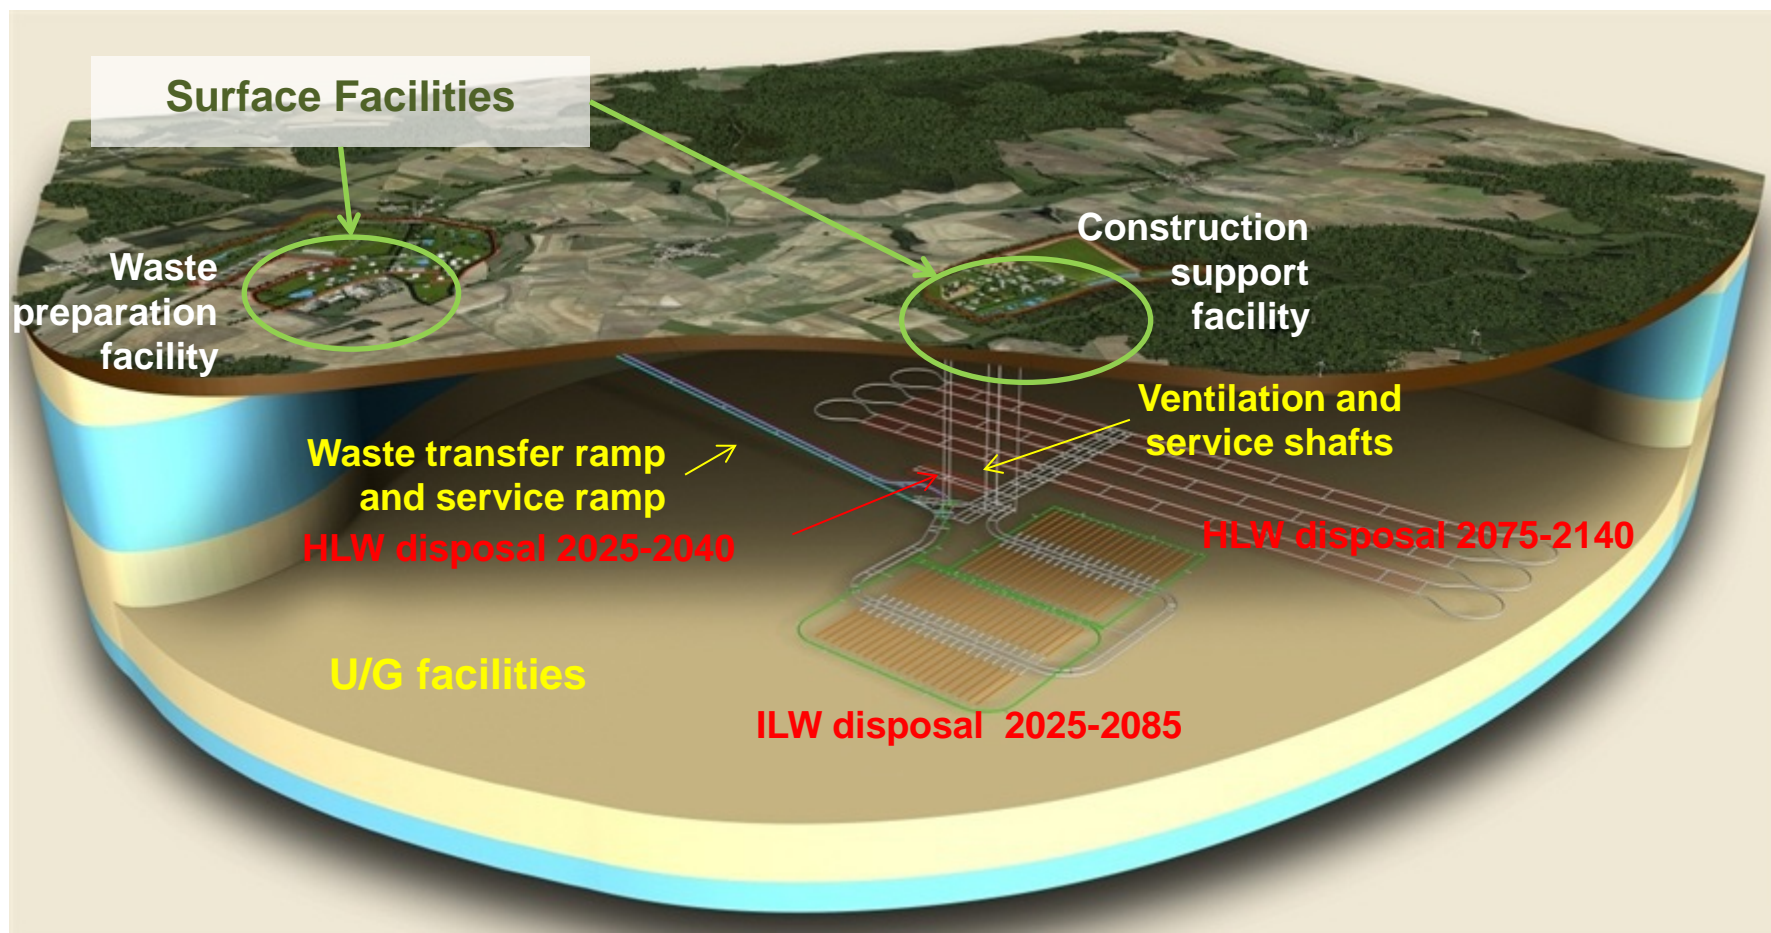 Surface Facilities
Waste
preparation
facility
Construction
support
facility
Ventilation and
service shafts
Waste transfer ramp
and service ramp
HLW disposal 2025-2040
HLW disposal 2075-2140
U/G facilities
ILW disposal  2025-2085